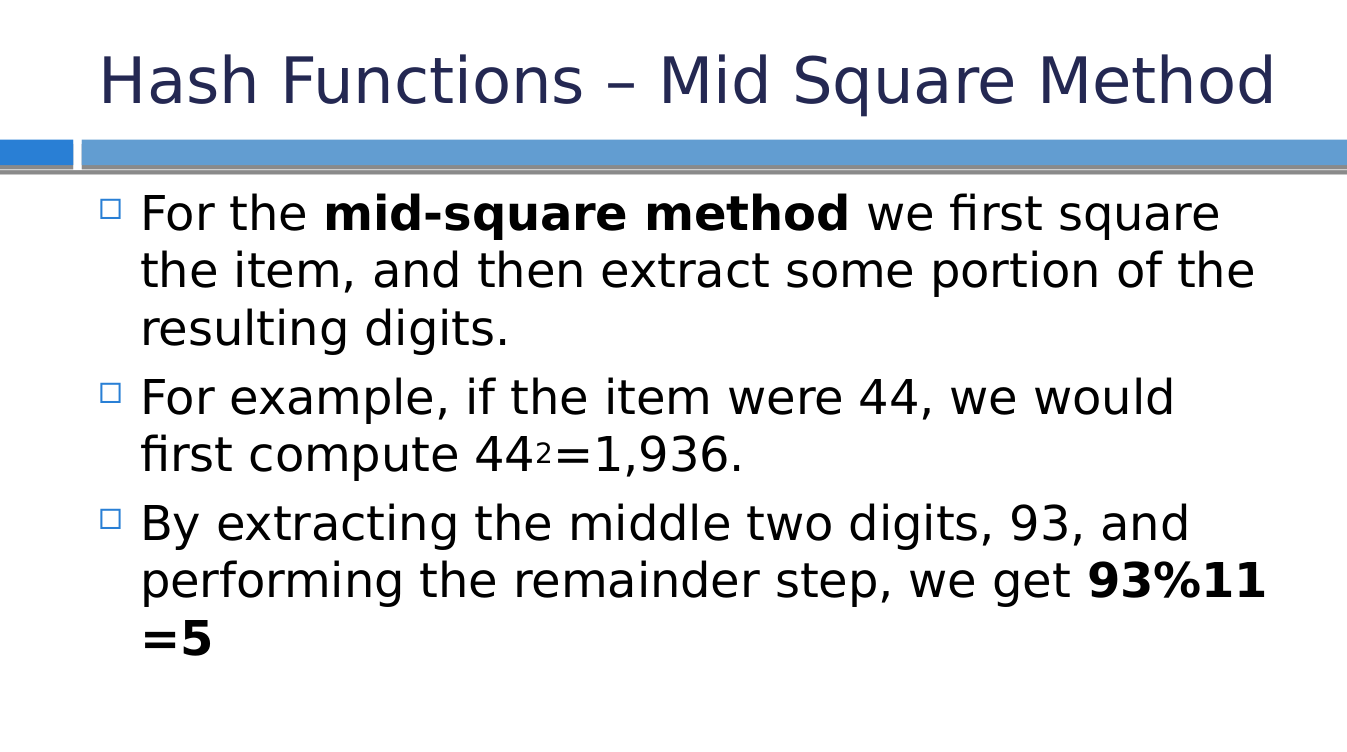 Hash Functions – Mid Square Method
For the mid-square method we first square
the item, and then extract some portion of the
resulting digits.
For example, if the item were 44, we would
first compute 44²=1,936.
By extracting the middle two digits, 93, and
performing the remainder step, we get 93%11
=5